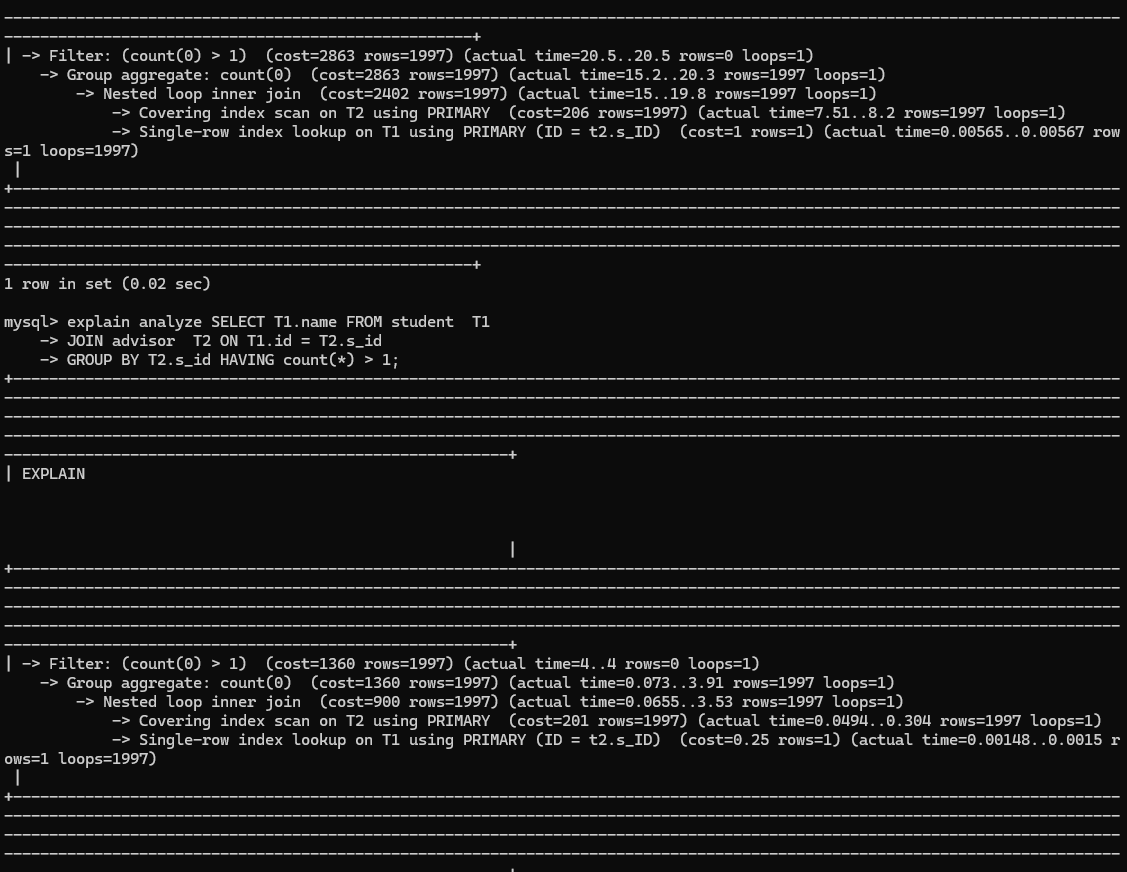 | -> Filter: (count(0) > 1)  (cost=2863 rows=1997) (actual time=20.5..20.5 rows=0 loops=1)
    -> Group aggregate: count(0)  (cost=2863 rows=1997) (actual time=15.2..20.3 rows=1997 loops=1)
        -> Nested loop inner join  (cost=2402 rows=1997) (actual time=15..19.8 rows=1997 loops=1)
            -> Covering index scan on T2 using PRIMARY  (cost=206 rows=1997) (actual time=7.51..8.2 rows=1997 loops=1)
            -> Single-row index lookup on T1 using PRIMARY (ID = t2.s_ID)  (cost=1 rows=1) (actual time=0.00565..0.00567 row
s=1 loops=1997)
 |
1 row in set (0.02 sec)
mysql> explain analyze SELECT T1.name FROM student  T1
    -> JOIN advisor  T2 ON T1.id = T2.s_id
    -> GROUP BY T2.s_id HAVING count(*) > 1;
| EXPLAIN
|
| -> Filter: (count(0) > 1)  (cost=1360 rows=1997) (actual time=4..4 rows=0 loops=1)
    -> Group aggregate: count(0)  (cost=1360 rows=1997) (actual time=0.073..3.91 rows=1997 loops=1)
        -> Nested loop inner join  (cost=900 rows=1997) (actual time=0.0655..3.53 rows=1997 loops=1)
            -> Covering index scan on T2 using PRIMARY  (cost=201 rows=1997) (actual time=0.0494..0.304 rows=1997 loops=1)
            -> Single-row index lookup on T1 using PRIMARY (ID = t2.s_ID)  (cost=0.25 rows=1) (actual time=0.00148..0.0015 r
ows=1 loops=1997)
 |